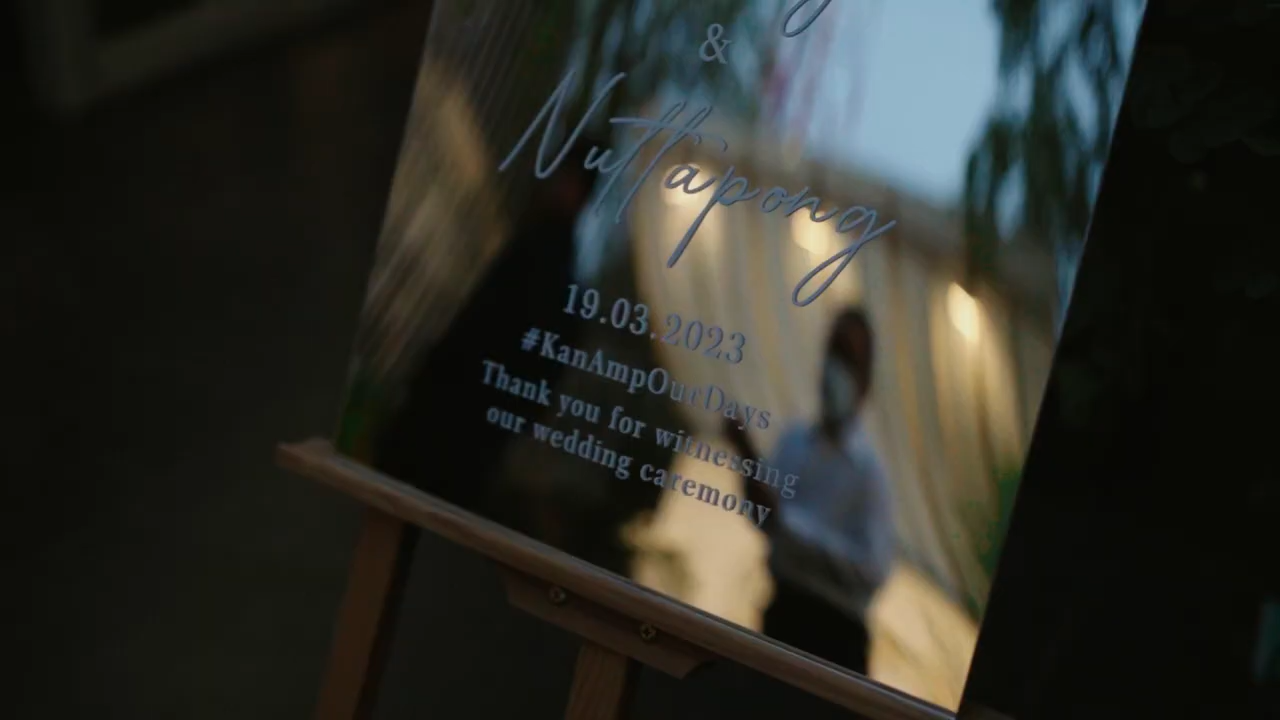 &
Nuttapong
19.03.2023
#KanAmpOurDays
Thank you for witnessing
our wedding caremony